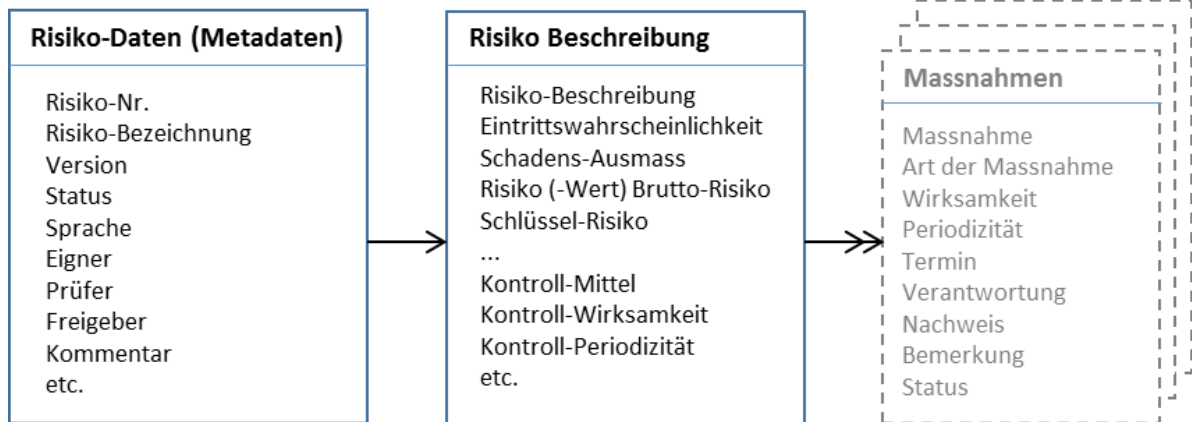 Risiko-Daten (Metadaten)
Risiko-Nr.
Risiko-Bezeichnung
Version
Status
Sprache
Eigner
Prüfer
Freigeber
Kommentar
etc.
Risiko Beschreibung
Risiko-Beschreibung
Eintrittswahrscheinlichkeit
Schadens-Ausmass
Risiko (-Wert) Brutto-Risiko
Schlüssel-Risiko
...
Kontroll-Mittel
Kontroll-Wirksamkeit
Kontroll-Periodizität
etc.
Massnahmen
Massnahme
Art der Massnahme
Wirksamkeit
Periodizität
Termin
Verantwortung
Nachweis
Bemerkung
Status